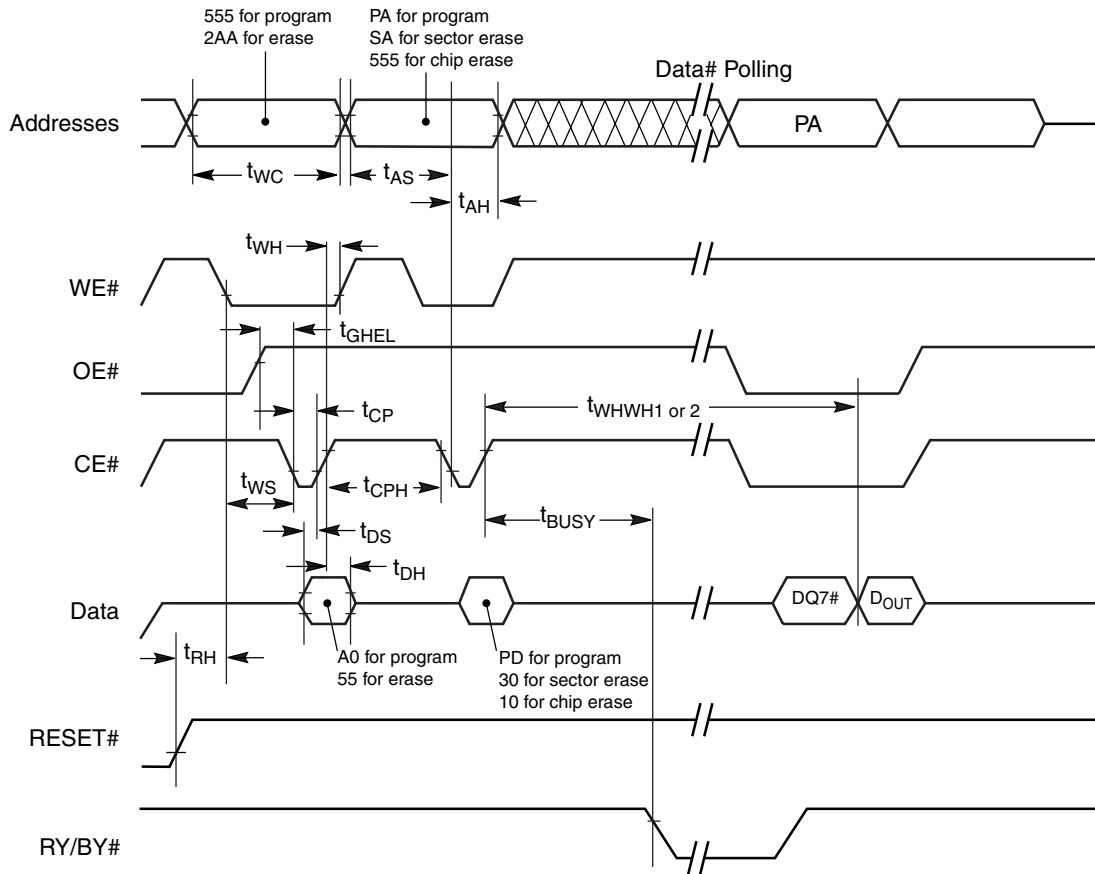 555 for program
2AA for erase
PA for program
SA for sector erase
555 for chip erase
Data# Polling
Addresses
PA
tWC
tAS
tAH
tWH
WE#
tGHEL
OE#
tCP
tWHWH1 or 2
CE#
tWS
tCPH
tBUSY
tDS
tDH
Data
DQ7#
DOUT
tRH
A0 for program
55 for erase
PD for program
30 for sector erase
10 for chip erase
RESET#
RY/BY#